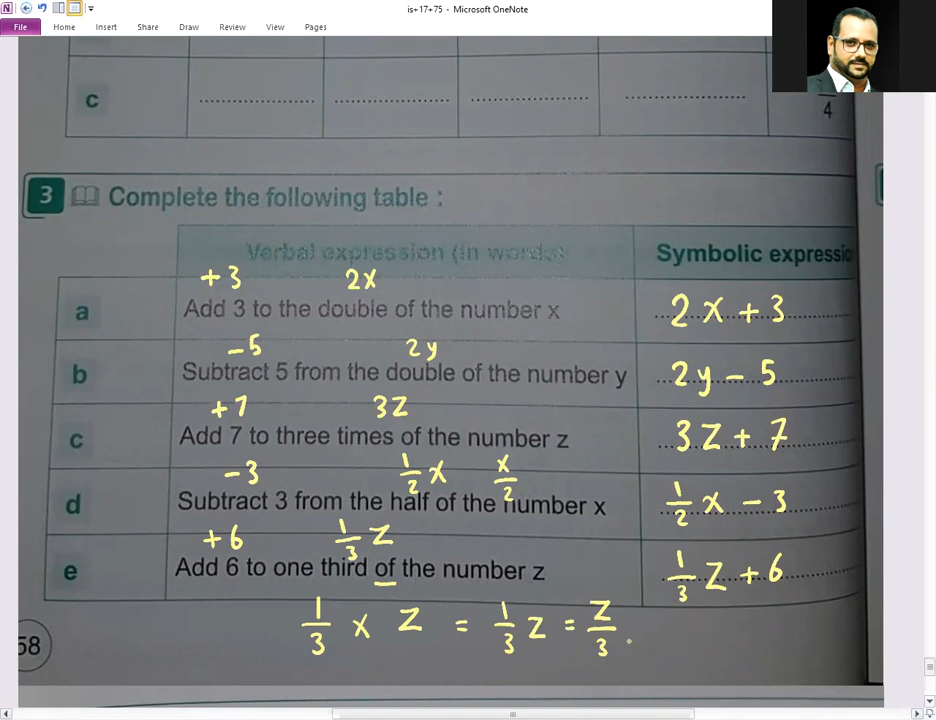 is+17+75 - Microsoft OneNote
File Home Insert Share Draw Review View Pages
c
4
3 Complete the following table :
Verbal expression (in words) Symbolic expressi
+3 2x
a Add 3 to the double of the number x 2x + 3
-5 2y
b Subtract 5 from the double of the number y 2y - 5
+7 3z
c Add 7 to three times of the number z 3z + 7
-3 1/2 x x/2
d Subtract 3 from the half of the number x 1/2 x - 3
+6 1/3 z
e Add 6 to one third of the number z 1/3 z + 6
1/3 x z = 1/3 z = z/3
58